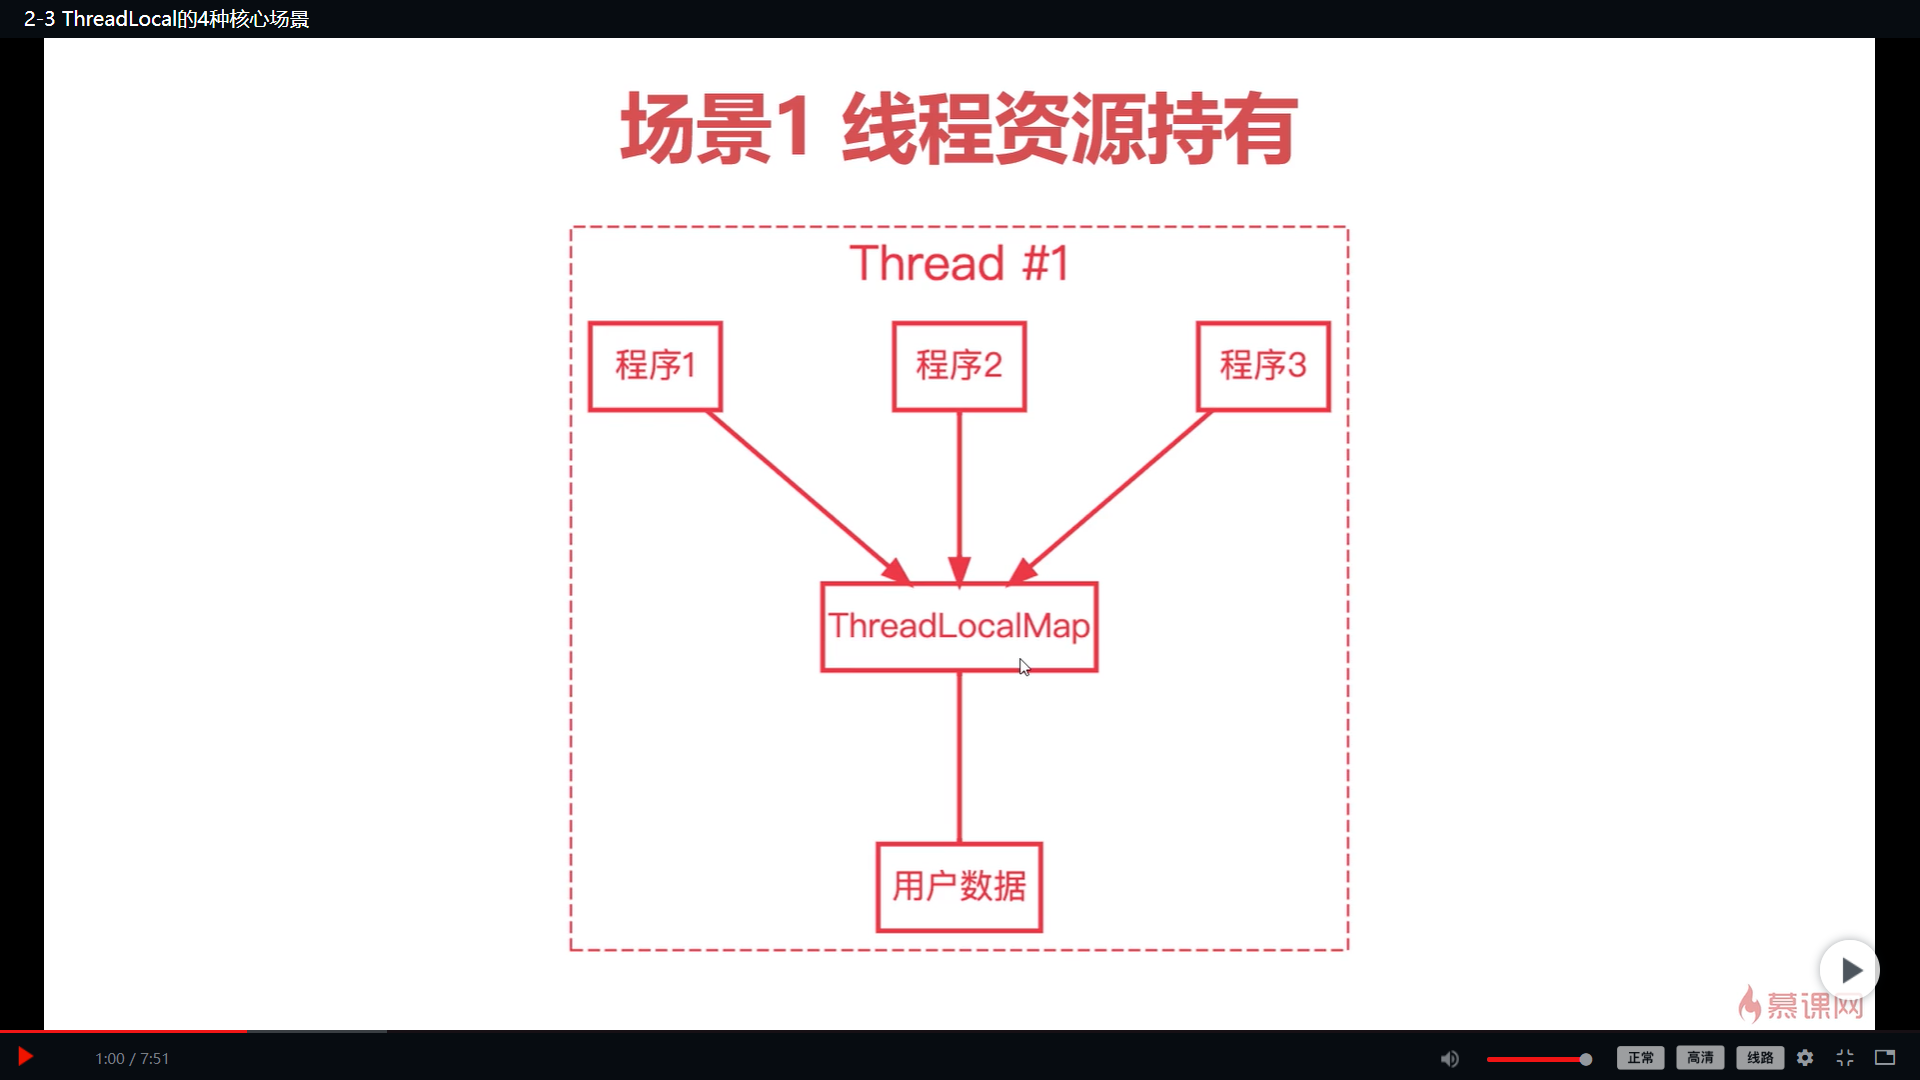 2-3 ThreadLocal的4种核心场景
场景1 线程资源持有
Thread #1
程序1
程序2
程序3
ThreadLocalMap
用户数据
慕课网
1:00 / 7:51
正常
高清
线路